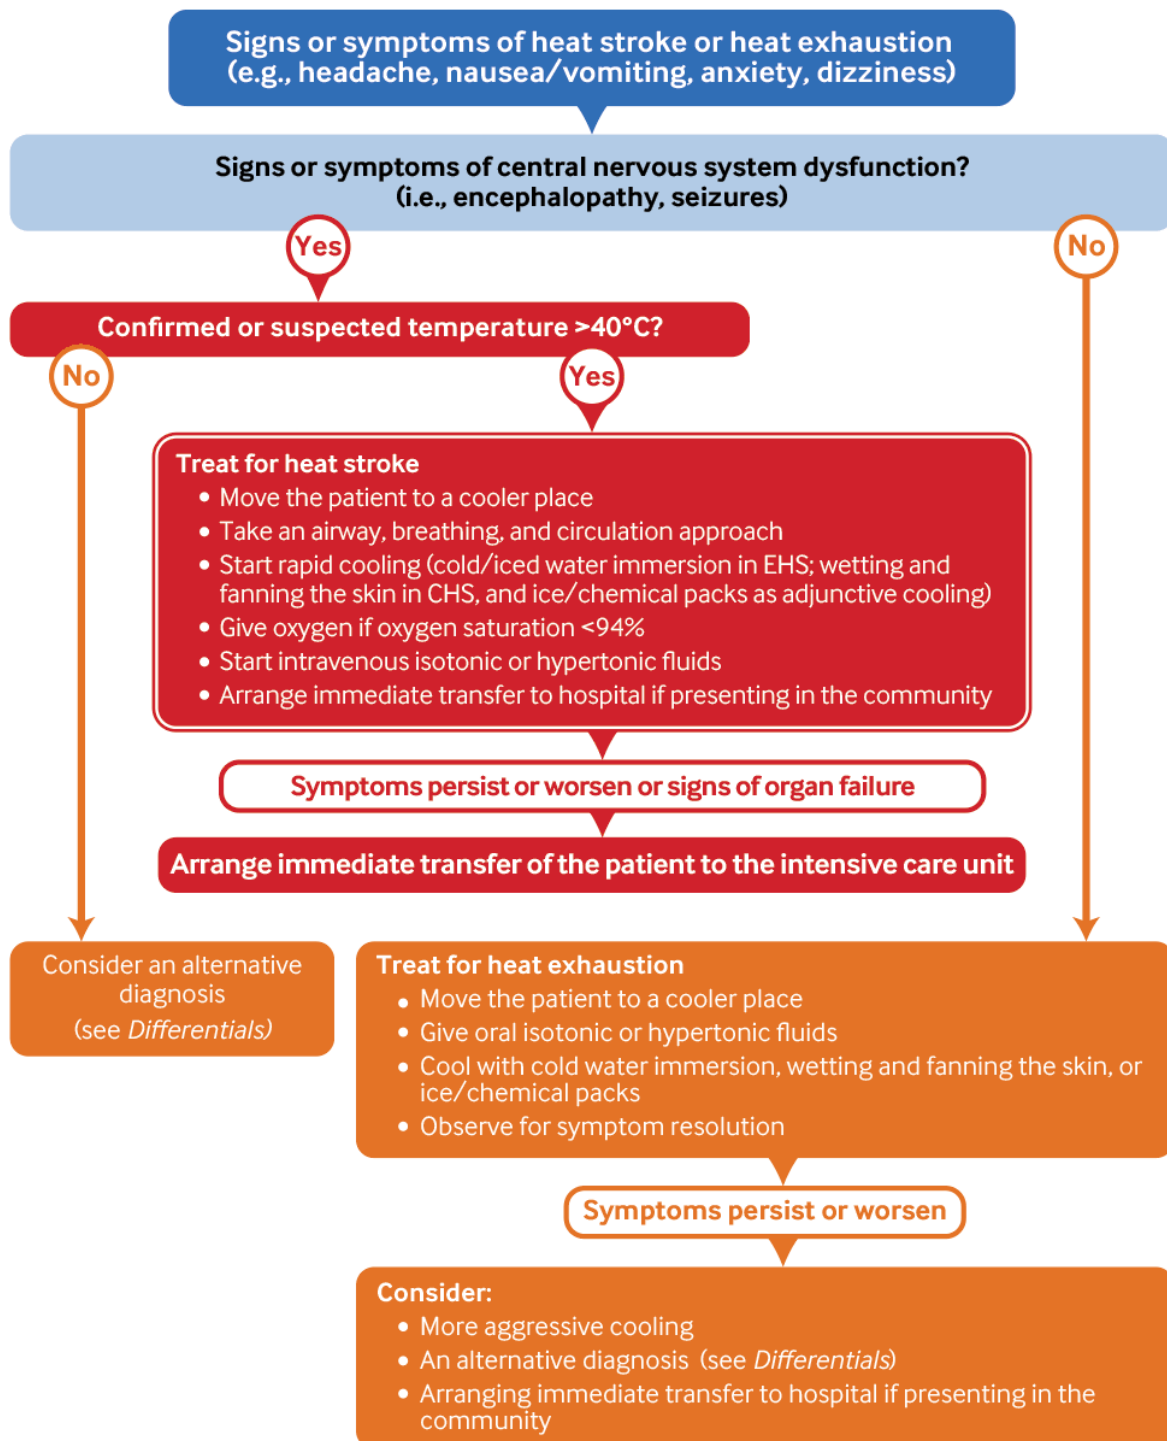 Signs or symptoms of heat stroke or heat exhaustion
(e.g., headache, nausea/vomiting, anxiety, dizziness)
Signs or symptoms of central nervous system dysfunction?
(i.e., encephalopathy, seizures)
Yes
No
Confirmed or suspected temperature >40°C?
No
Yes
Treat for heat stroke
• Move the patient to a cooler place
• Take an airway, breathing, and circulation approach
• Start rapid cooling (cold/iced water immersion in EHS; wetting and
fanning the skin in CHS, and ice/chemical packs as adjunctive cooling)
• Give oxygen if oxygen saturation <94%
• Start intravenous isotonic or hypertonic fluids
• Arrange immediate transfer to hospital if presenting in the community
Symptoms persist or worsen or signs of organ failure
Arrange immediate transfer of the patient to the intensive care unit
Consider an alternative
diagnosis
(see Differentials)
Treat for heat exhaustion
• Move the patient to a cooler place
• Give oral isotonic or hypertonic fluids
• Cool with cold water immersion, wetting and fanning the skin, or
ice/chemical packs
• Observe for symptom resolution
Symptoms persist or worsen
Consider:
• More aggressive cooling
• An alternative diagnosis (see Differentials)
• Arranging immediate transfer to hospital if presenting in the
community